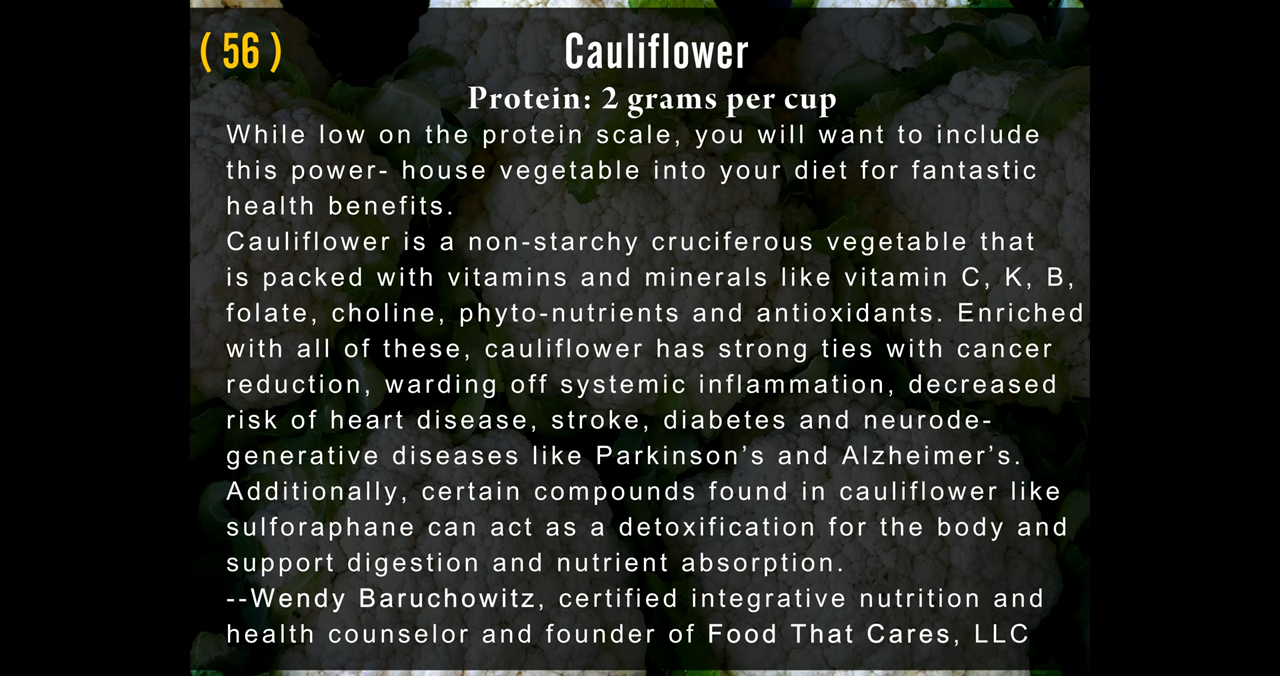 ( 56 )
Cauliflower
Protein: 2 grams per cup
While low on the protein scale, you will want to include
this power- house vegetable into your diet for fantastic
health benefits.
Cauliflower is a non-starchy cruciferous vegetable that
is packed with vitamins and minerals like vitamin C, K, B,
folate, choline, phyto-nutrients and antioxidants. Enriched
with all of these, cauliflower has strong ties with cancer
reduction, warding off systemic inflammation, decreased
risk of heart disease, stroke, diabetes and neurode-
generative diseases like Parkinson’s and Alzheimer’s.
Additionally, certain compounds found in cauliflower like
sulforaphane can act as a detoxification for the body and
support digestion and nutrient absorption.
--Wendy Baruchowitz, certified integrative nutrition and
health counselor and founder of Food That Cares, LLC